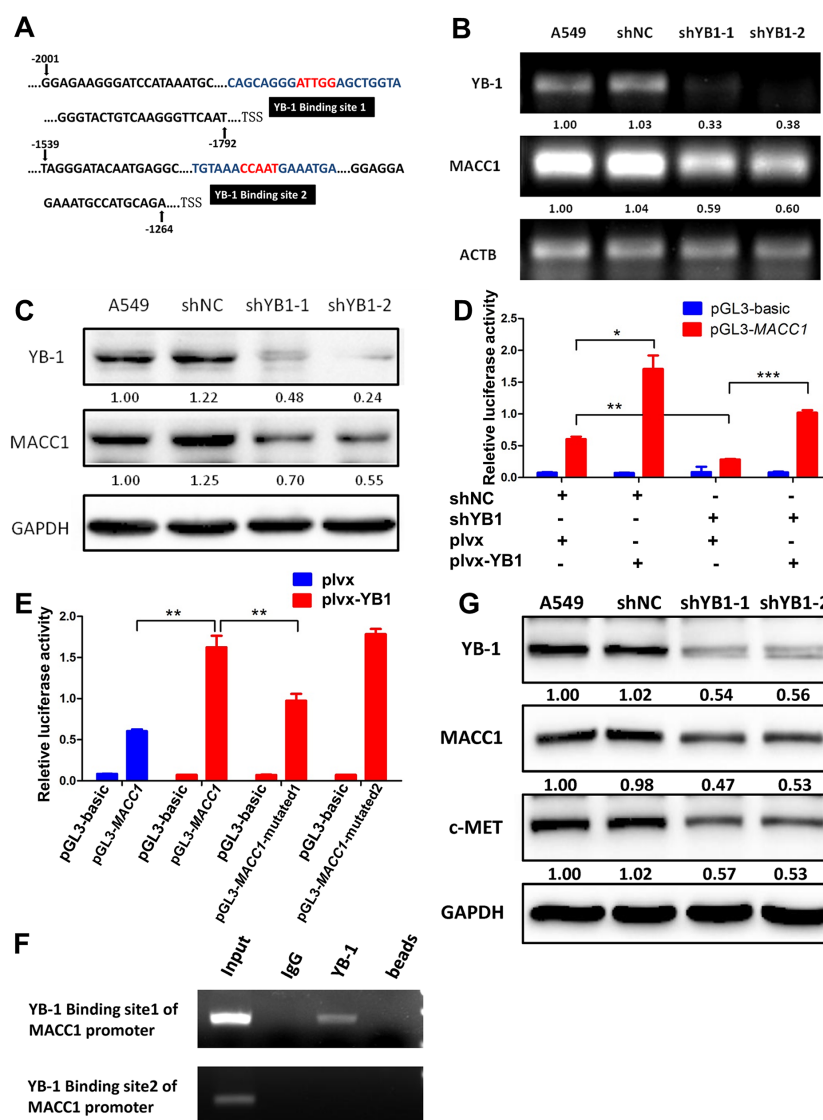 A
-2001
....GGAGAAGGGATCCATAAATGC....CAGCAGGGATTGGAGCTGGTA
....GGGTACTGTCAAGGGTTCAAT....TSS YB-1 Binding site 1
-1539 -1792
....TAGGGATACAATGAGGC....TGTAAACCAATGAAATGA....GGAGGA
GAAATGCCATGCAGA....TSS YB-1 Binding site 2
-1264
B
A549 shNC shYB1-1 shYB1-2
YB-1
1.00 1.03 0.33 0.38
MACC1
1.00 1.04 0.59 0.60
ACTB
C
A549 shNC shYB1-1 shYB1-2
YB-1
1.00 1.22 0.48 0.24
MACC1
1.00 1.25 0.70 0.55
GAPDH
D
pGL3-basic
pGL3-MACC1
Reletive luciferase activity
2.5
2.0
1.5
1.0
0.5
0.0
*
**
***
shNC + + - -
shYB1 - - + +
plvx + - + -
plvx-YB1 - + - +
E
plvx
plvx-YB1
Reletive luciferase activity
2.0
1.5
1.0
0.5
0.0
** **
pGL3-basic
pGL3-MACC1
pGL3-basic
pGL3-MACC1
pGL3-basic
pGL3-MACC1-mutated1
pGL3-basic
pGL3-MACC1-mutated2
F
Input IgG YB-1 beads
YB-1 Binding site1 of
MACC1 promoter
YB-1 Binding site2 of
MACC1 promoter
G
A549 shNC shYB1-1 shYB1-2
YB-1
1.00 1.02 0.54 0.56
MACC1
1.00 0.98 0.47 0.53
c-MET
1.00 1.02 0.57 0.53
GAPDH